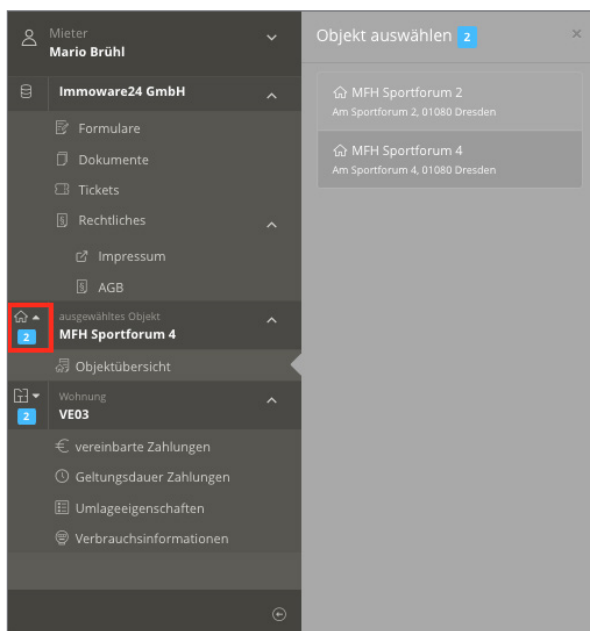 Mieter
Mario Brühl
Immoware24 GmbH
Formulare
Dokumente
Tickets
§ Rechtliches
Impressum
§ AGB
2
ausgewähltes Objekt
MFH Sportforum 4
Objektübersicht
2
Wohnung
VE03
€ vereinbarte Zahlungen
Geltungsdauer Zahlungen
Umlageeigenschaften
Verbrauchsinformationen
Objekt auswählen 2 ×
MFH Sportforum 2
Am Sportforum 2, 01080 Dresden
MFH Sportforum 4
Am Sportforum 4, 01080 Dresden